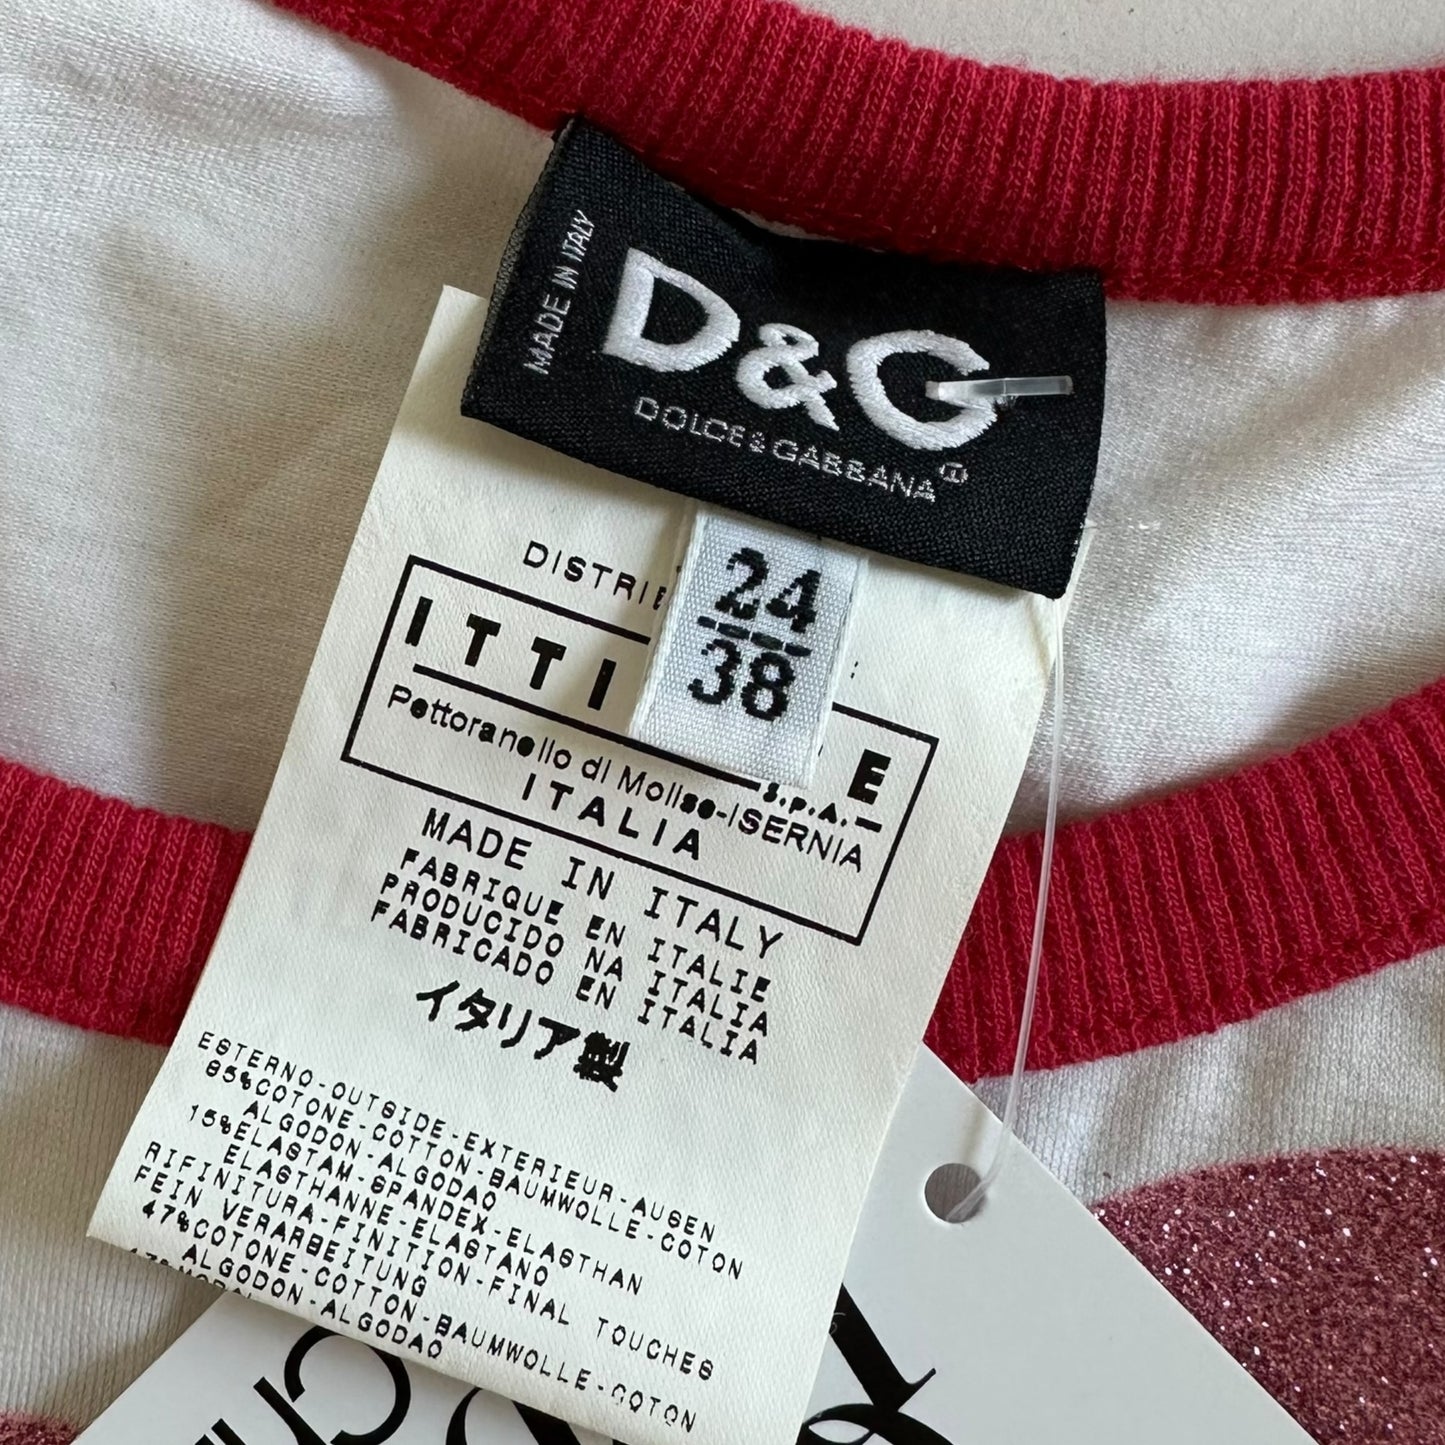 MADE IN ITALY
D&G
DOLCE&GABBANA
24
38
ITTI E
S.P.A.
Pettoranello di Molise-ISERNIA
ITALIA
MADE IN ITALY
FABRIQUE EN ITALIE
PRODUCIDO NA ITALIA
FABRICADO EN ITALIA
イタリア製
ESTERNO-OUTSIDE-EXTERIEUR-AUSEN
85%COTONE-COTTON-BAUMWOLLE-COTON
ALGODON-ALGODAO
15%ELASTAM-SPANDEX-ELASTHAN
ELASTHANNE-ELASTANO
RIFINITURA-FINITION-FINAL TOUCHES
FEIN VERARBEITUNG
47%COTONE-COTTON-BAUMWOLLE-COTON
ALGODON-ALGODAO